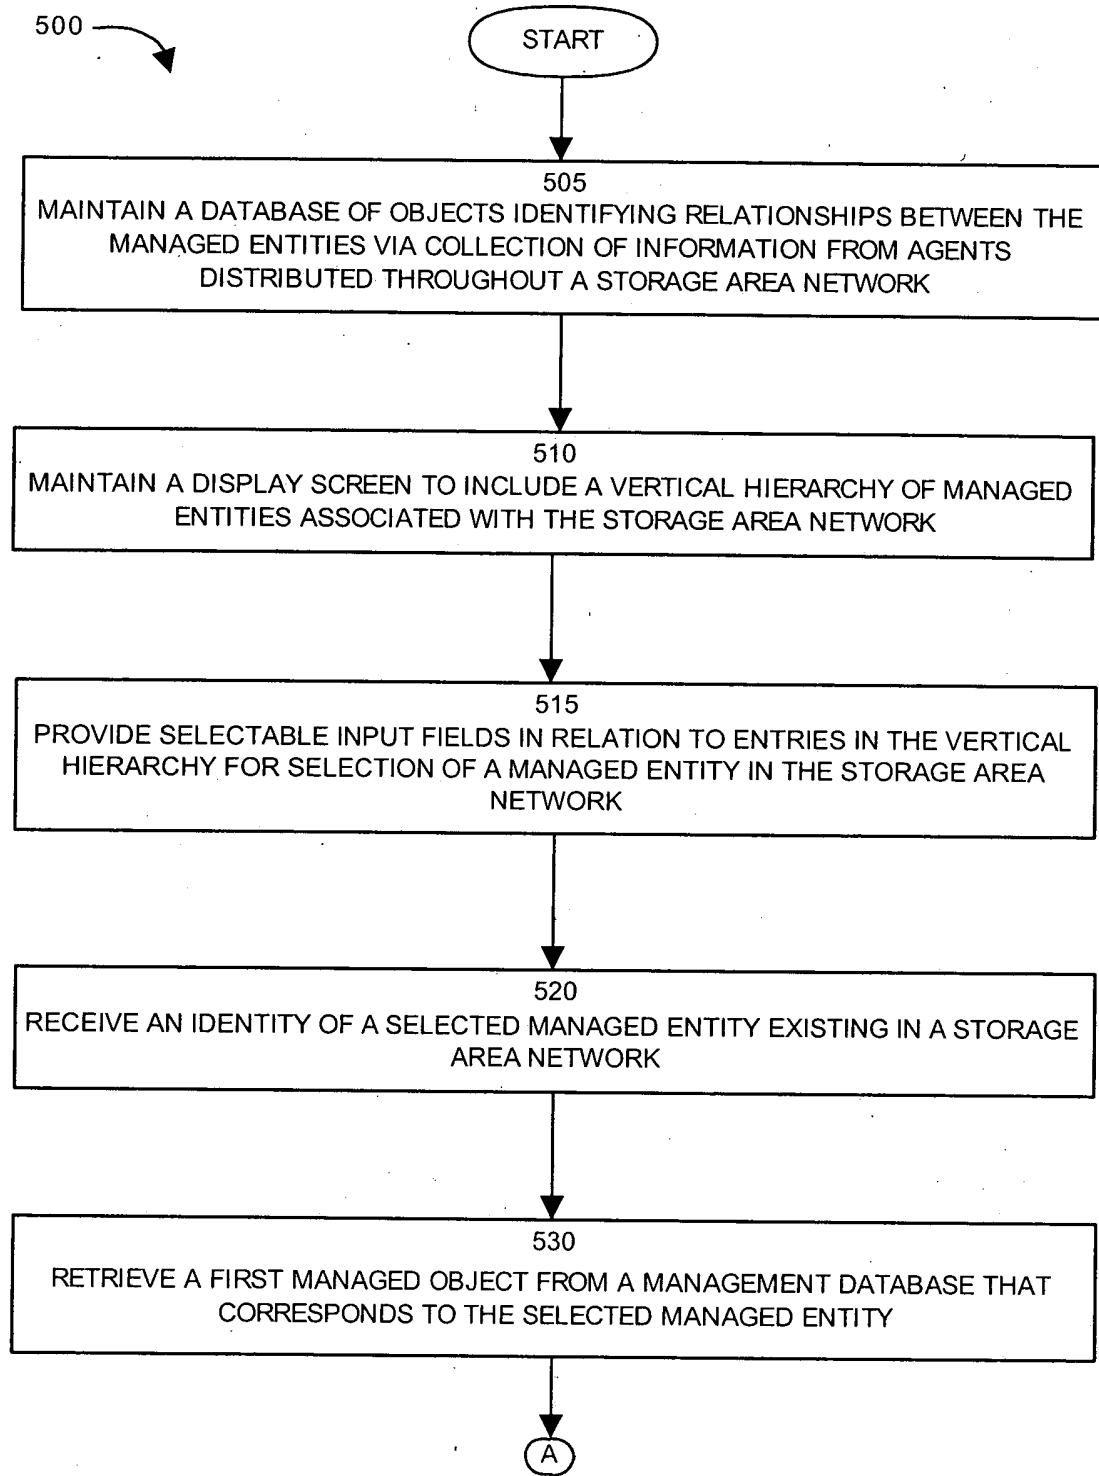 500
START
505
MAINTAIN A DATABASE OF OBJECTS IDENTIFYING RELATIONSHIPS BETWEEN THE
MANAGED ENTITIES VIA COLLECTION OF INFORMATION FROM AGENTS
DISTRIBUTED THROUGHOUT A STORAGE AREA NETWORK
510
MAINTAIN A DISPLAY SCREEN TO INCLUDE A VERTICAL HIERARCHY OF MANAGED
ENTITIES ASSOCIATED WITH THE STORAGE AREA NETWORK
515
PROVIDE SELECTABLE INPUT FIELDS IN RELATION TO ENTRIES IN THE VERTICAL
HIERARCHY FOR SELECTION OF A MANAGED ENTITY IN THE STORAGE AREA
NETWORK
520
RECEIVE AN IDENTITY OF A SELECTED MANAGED ENTITY EXISTING IN A STORAGE
AREA NETWORK
530
RETRIEVE A FIRST MANAGED OBJECT FROM A MANAGEMENT DATABASE THAT
CORRESPONDS TO THE SELECTED MANAGED ENTITY
A